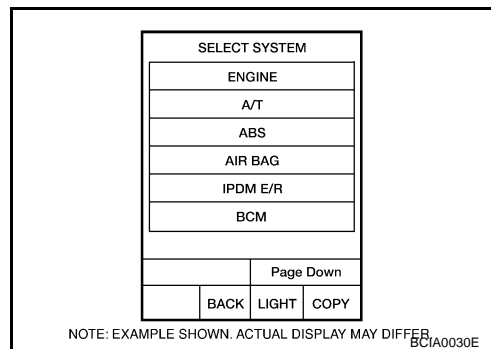 SELECT SYSTEM
ENGINE
A/T
ABS
AIR BAG
IPDM E/R
BCM
Page Down
BACK LIGHT COPY
NOTE: EXAMPLE SHOWN. ACTUAL DISPLAY MAY DIFFER.
BCIA0030E